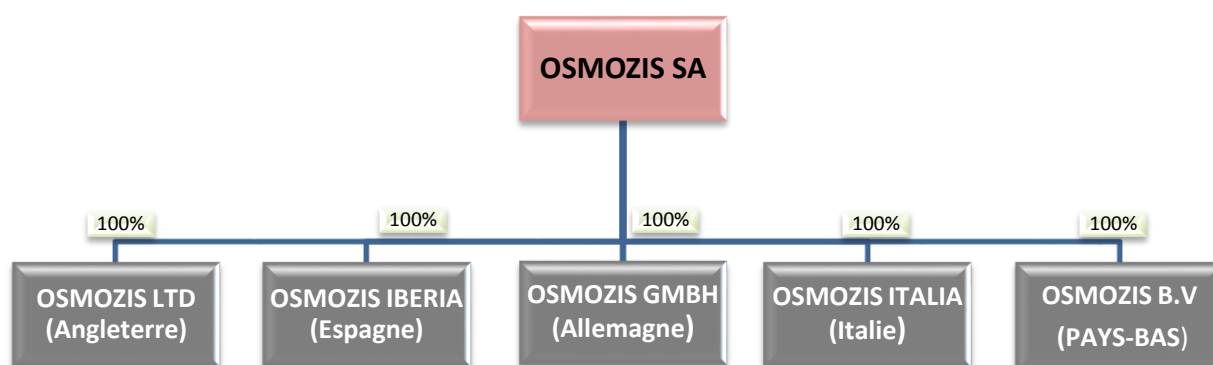 OSMOZIS SA
100%
100%
100%
100%
100%
OSMOZIS LTD
(Angleterre)
OSMOZIS IBERIA
(Espagne)
OSMOZIS GMBH
(Allemagne)
OSMOZIS ITALIA
(Italie)
OSMOZIS B.V
(PAYS-BAS)